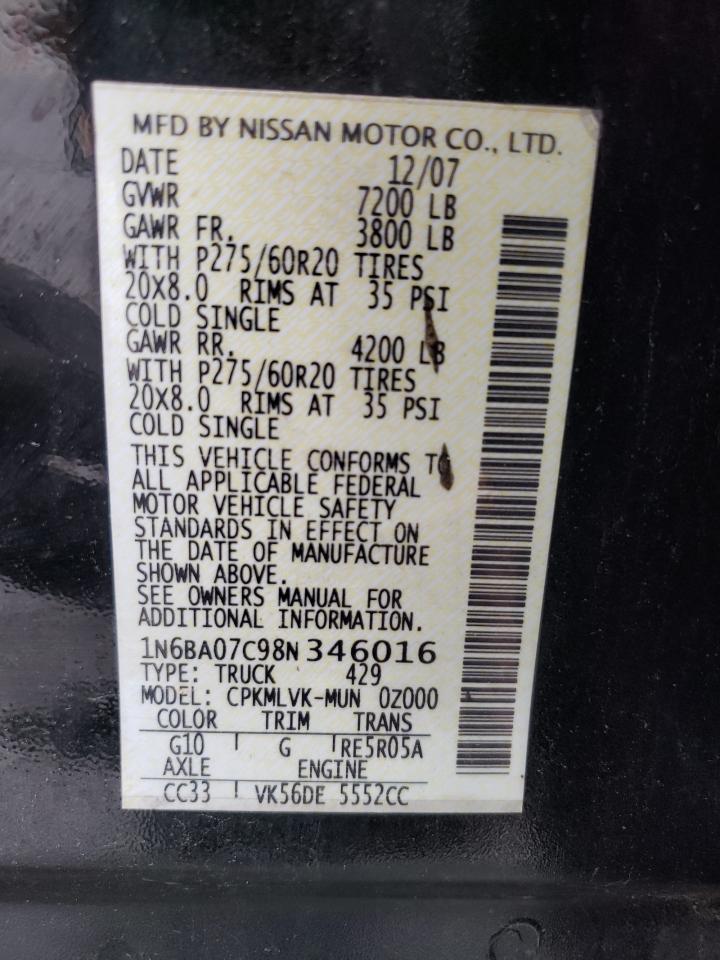 MFD BY NISSAN MOTOR CO., LTD.
DATE 12/07
GVWR 7200 LB
GAWR FR. 3800 LB
WITH P275/60R20 TIRES
20X8.0 RIMS AT 35 PSI
COLD SINGLE
GAWR RR. 4200 LB
WITH P275/60R20 TIRES
20X8.0 RIMS AT 35 PSI
COLD SINGLE
THIS VEHICLE CONFORMS TO
ALL APPLICABLE FEDERAL
MOTOR VEHICLE SAFETY
STANDARDS IN EFFECT ON
THE DATE OF MANUFACTURE
SHOWN ABOVE.
SEE OWNERS MANUAL FOR
ADDITIONAL INFORMATION.
1N6BA07C98N346016
TYPE: TRUCK 429
MODEL: CPKMLVK-MUN 0Z000
COLOR TRIM TRANS
G10 G RE5R05A
AXLE ENGINE
CC33 VK56DE 5552CC